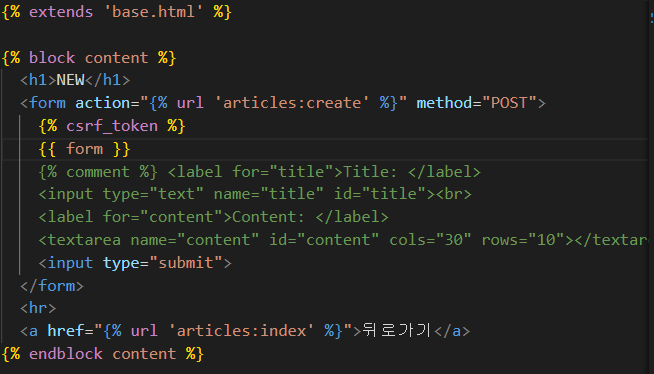 {% extends 'base.html' %}
{% block content %}
<h1>NEW</h1>
<form action="{% url 'articles:create' %}" method="POST">
{% csrf_token %}
{{ form }}
{% comment %} <label for="title">Title: </label>
<input type="text" name="title" id="title"><br>
<label for="content">Content: </label>
<textarea name="content" id="content" cols="30" rows="10"></textar
<input type="submit">
</form>
<hr>
<a href="{% url 'articles:index' %}">뒤로가기</a>
{% endblock content %}